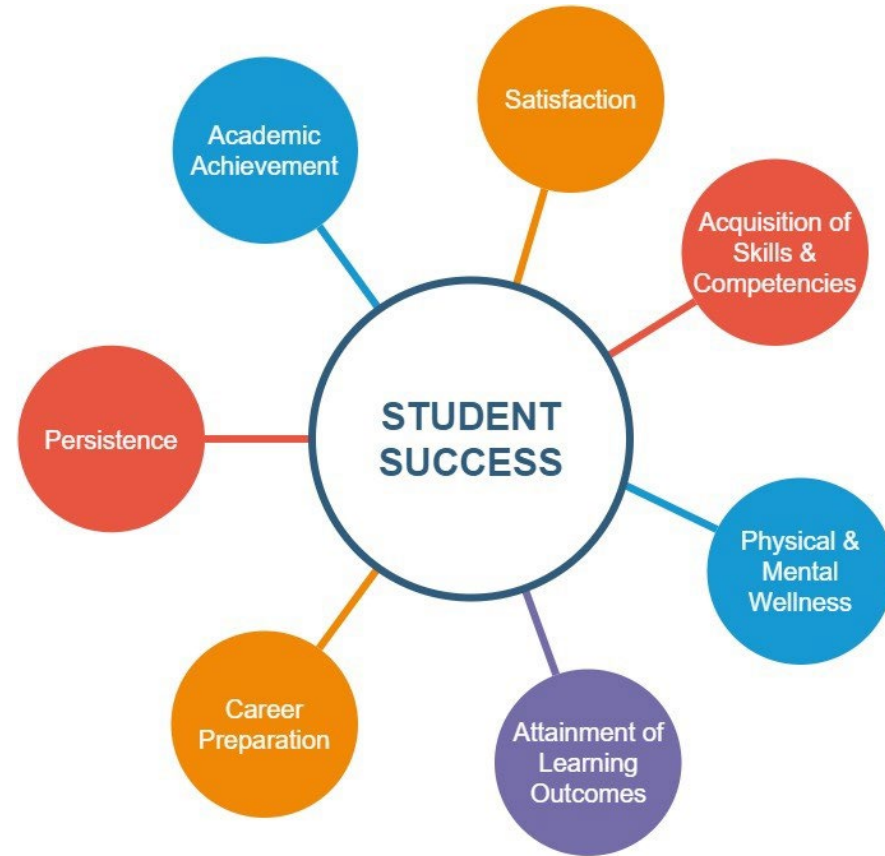 Satisfaction
Academic
Achievement
Acquisition of
Skills &
Competencies
STUDENT
SUCCESS
Persistence
Physical &
Mental
Wellness
Career
Preparation
Attainment of
Learning
Outcomes